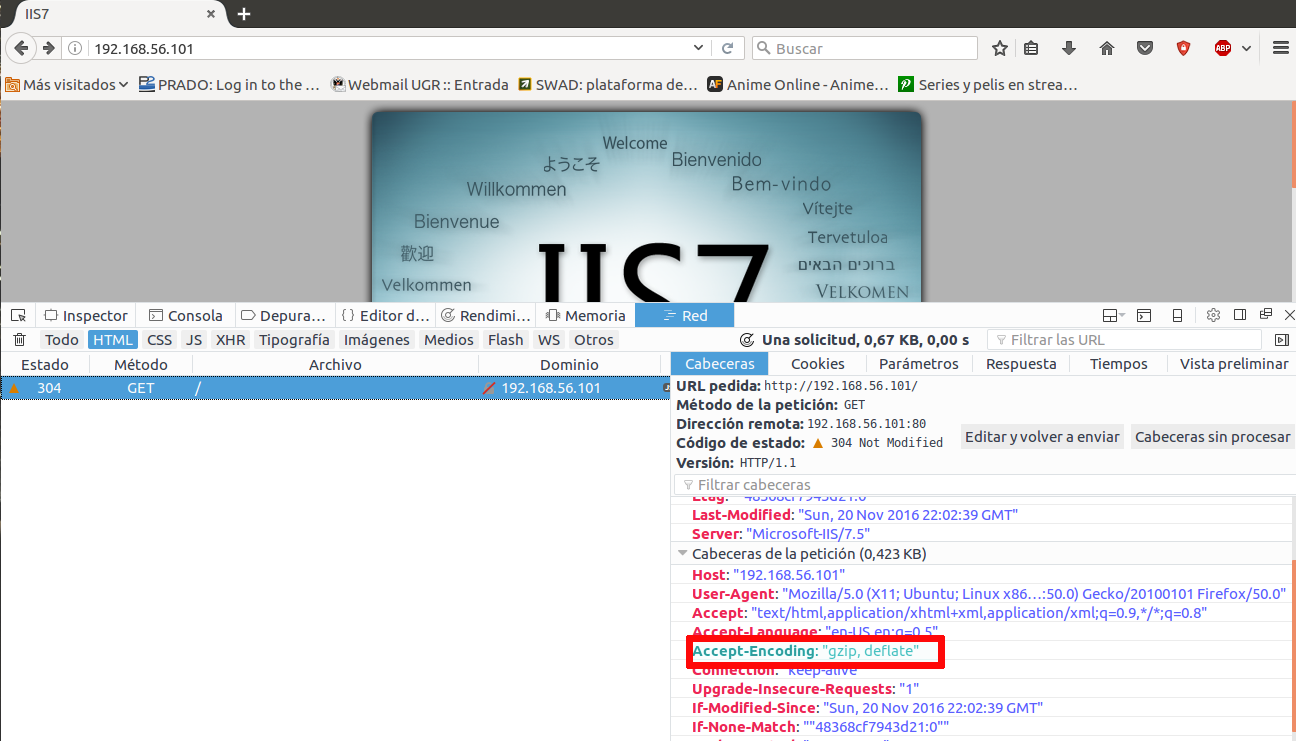 IIS7
192.168.56.101
Buscar
Más visitados
PRADO: Log in to the …
Webmail UGR :: Entrada
SWAD: plataforma de…
Anime Online - Anime…
Series y pelis en strea…
ABP
AF
Welcome
ようこそ
Bienvenido
Willkommen
Bem-vindo
Vítejte
Bienvenue
Tervetuloa
歡迎
ברוכים הבאים
Velkommen
VELKOMEN
IIS7
Inspector
Consola
Depura…
Editor d…
Rendimi…
Memoria
Red
Todo
HTML
CSS
JS
XHR
Tipografía
Imágenes
Medios
Flash
WS
Otros
Una solicitud, 0,67 KB, 0,00 s
Filtrar las URL
Estado
Método
Archivo
Dominio
304
GET
/
192.168.56.101
Cabeceras
Cookies
Parámetros
Respuesta
Tiempos
Vista preliminar
URL pedida: http://192.168.56.101/
Método de la petición: GET
Dirección remota: 192.168.56.101:80
Código de estado: 304 Not Modified
Editar y volver a enviar
Cabeceras sin procesar
Versión: HTTP/1.1
Filtrar cabeceras
Etag: "48368cf7943d21:0"
Last-Modified: "Sun, 20 Nov 2016 22:02:39 GMT"
Server: "Microsoft-IIS/7.5"
Cabeceras de la petición (0,423 KB)
Host: "192.168.56.101"
User-Agent: "Mozilla/5.0 (X11; Ubuntu; Linux x86…:50.0) Gecko/20100101 Firefox/50.0"
Accept: "text/html,application/xhtml+xml,application/xml;q=0.9,*/*;q=0.8"
Accept-Language: "en-US,en;q=0.5"
Accept-Encoding: "gzip, deflate"
Connection: "keep-alive"
Upgrade-Insecure-Requests: "1"
If-Modified-Since: "Sun, 20 Nov 2016 22:02:39 GMT"
If-None-Match: ""48368cf7943d21:0""